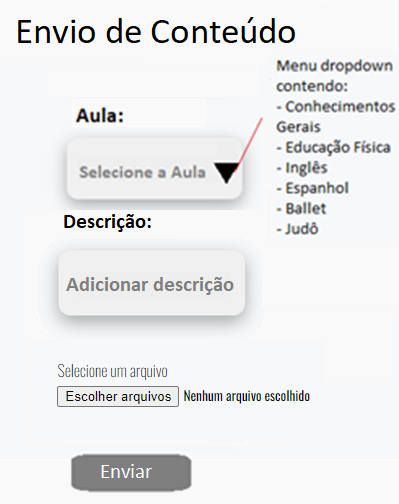 Envio de Conteúdo
Menu dropdown
contendo:
- Conhecimentos
Gerais
- Educação Física
- Inglês
- Espanhol
- Ballet
- Judô
Aula:
Selecione a Aula
Descrição:
Adicionar descrição
Selecione um arquivo
Escolher arquivos Nenhum arquivo escolhido
Enviar